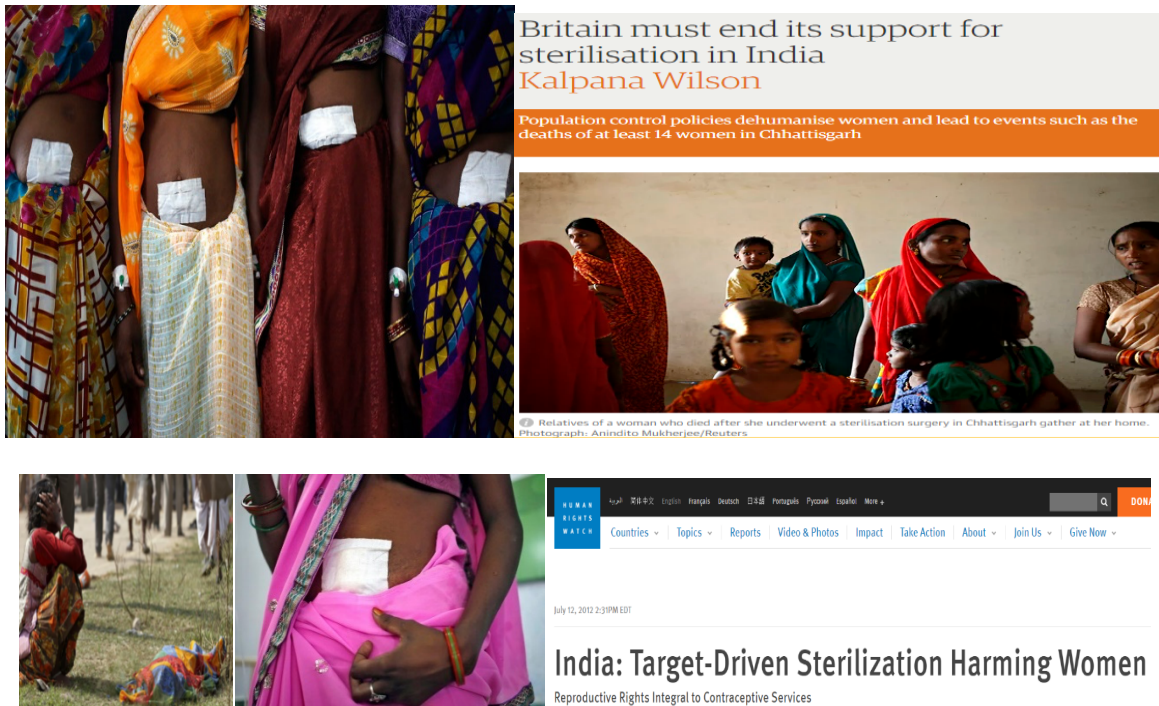 Britain must end its support for
sterilisation in India
Kalpana Wilson
Population control policies dehumanise women and lead to events such as the
deaths of at least 14 women in Chhattisgarh
i Relatives of a woman who died after she underwent a sterilisation surgery in Chhattisgarh gather at her home.
Photograph: Anindito Mukherjee/Reuters
HUMAN
RIGHTS
WATCH
العربية 简体中文 English Français Deutsch 日本語 Português Русский Español More +
DONA
Countries Topics Reports Video & Photos Impact Take Action About Join Us Give Now
July 12, 2012 2:31PM EDT
India: Target-Driven Sterilization Harming Women
Reproductive Rights Integral to Contraceptive Services